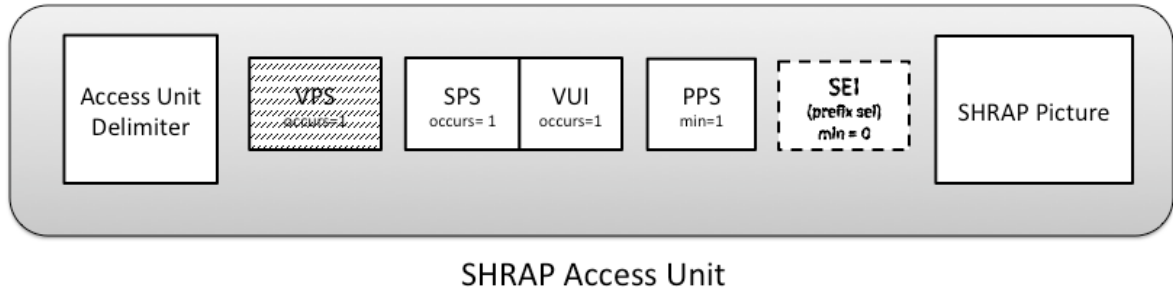 Access Unit
Delimiter
VPS
occurs=1
SPS
occurs= 1
VUI
occurs=1
PPS
min=1
SEI
(prefix sei)
min = 0
SHRAP Picture
SHRAP Access Unit